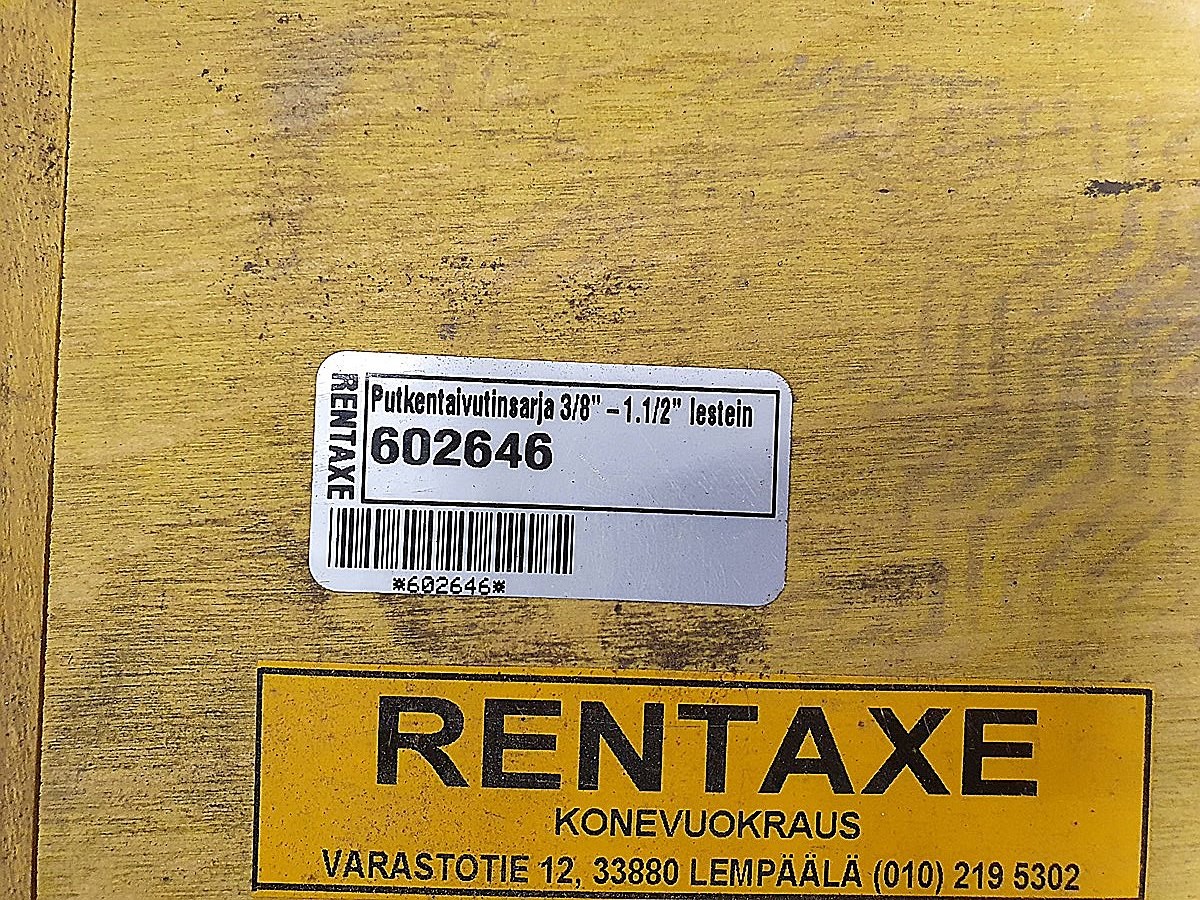 RENTAXE
Putkentaivutinsarja 3/8" – 1.1/2" lestein
602646
*602646*
RENTAXE
KONEVUOKRAUS
VARASTOTIE 12, 33880 LEMPÄÄLÄ (010) 219 5302